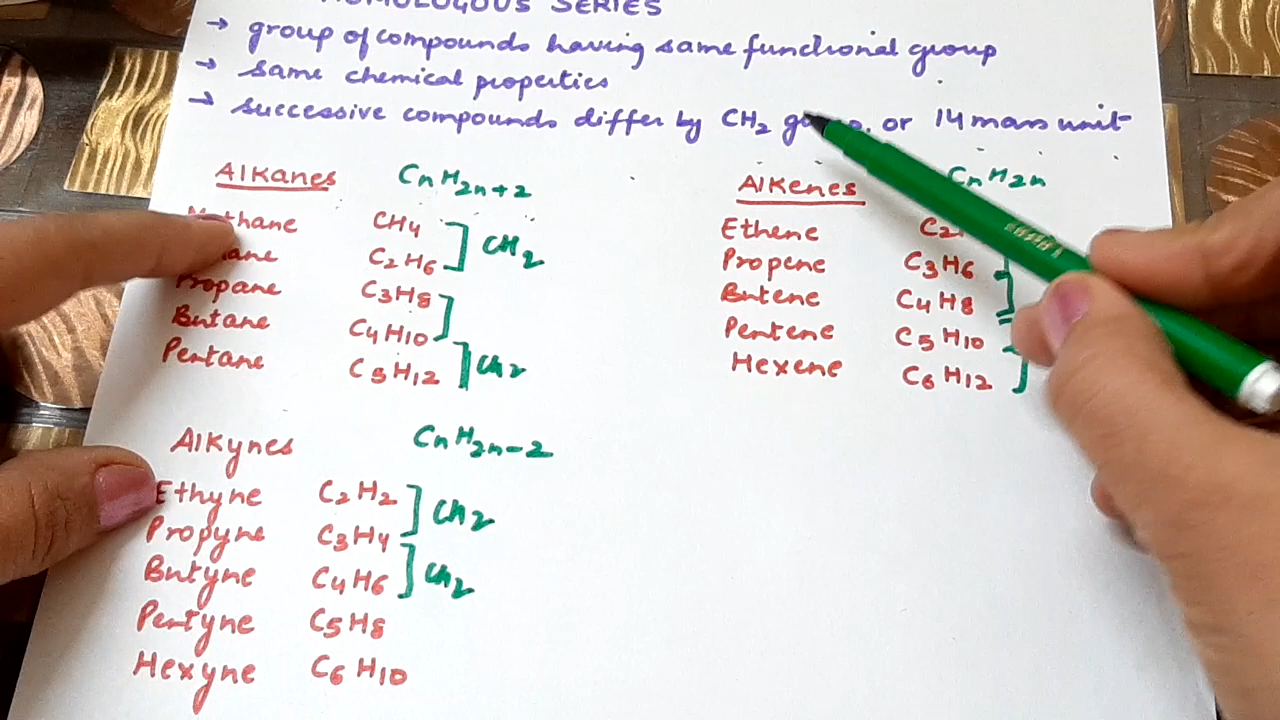 HOMOLOGOUS SERIES
→ group of compounds having same functional group
→ same chemical properties
→ successive compounds differ by CH2 or 14 mass unit
Alkanes CnH2n+2
Methane CH4
C2H6
CH2
Propane C3H8
Butane C4H10
Pentane C5H12
CH2
Alkenes CnH2n
Ethene
Propene C3H6
Butene C4H8
Pentene C5H10
Hexene C6H12
Alkynes CnH2n-2
Ethyne C2H2
CH2
Propyne C3H4
Butyne C4H6
CH2
Pentyne C5H8
Hexyne C6H10